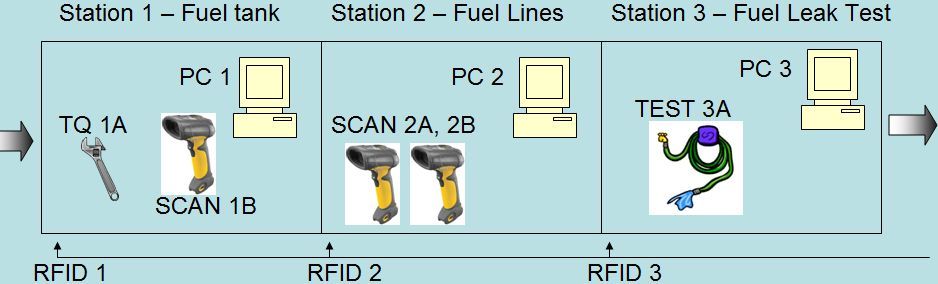 Station 1 – Fuel tank
Station 2 – Fuel Lines
Station 3 – Fuel Leak Test
PC 1
PC 2
PC 3
TQ 1A
SCAN 1B
SCAN 2A, 2B
TEST 3A
RFID 1
RFID 2
RFID 3